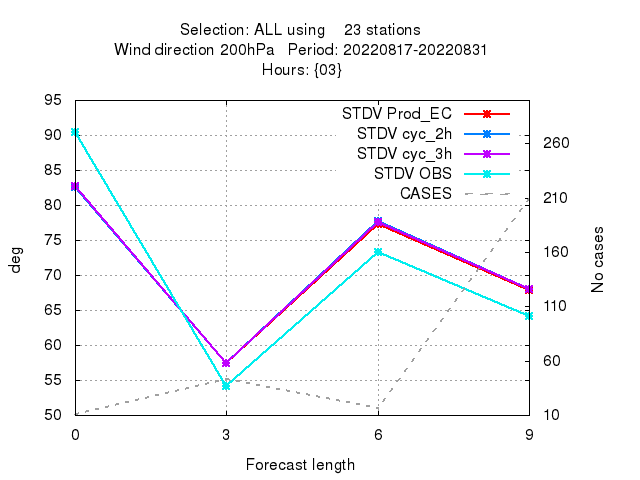 Selection: ALL using 23 stations
Wind direction 200hPa Period: 20220817-20220831
Hours: {03}
STDV Prod_EC
STDV cyc_2h
STDV cyc_3h
STDV OBS
CASES
deg
95
90
85
80
75
70
65
60
55
50
No cases
260
210
160
110
60
10
0 3 6 9
Forecast length